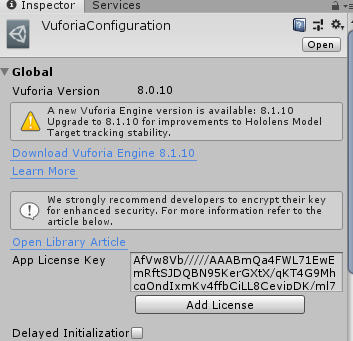 Inspector
Services
VuforiaConfiguration
Open
Global
Vuforia Version 8.0.10
A new Vuforia Engine version is available: 8.1.10
Upgrade to 8.1.10 for improvements to Hololens Model
Target tracking stability.
Download Vuforia Engine 8.1.10
Learn More
We strongly recommend developers to encrypt their key
for enhanced security. For more information refer to the
article below.
Open Library Article
App License Key AfVw8Vb/////AAABmQa4FWL71EwE
mRftSJDQBN95KerGXtX/qKT4G9Mh
cgOndIxmKv4ffbCjLL8CevipDK/ml7
Add License
Delayed Initialization